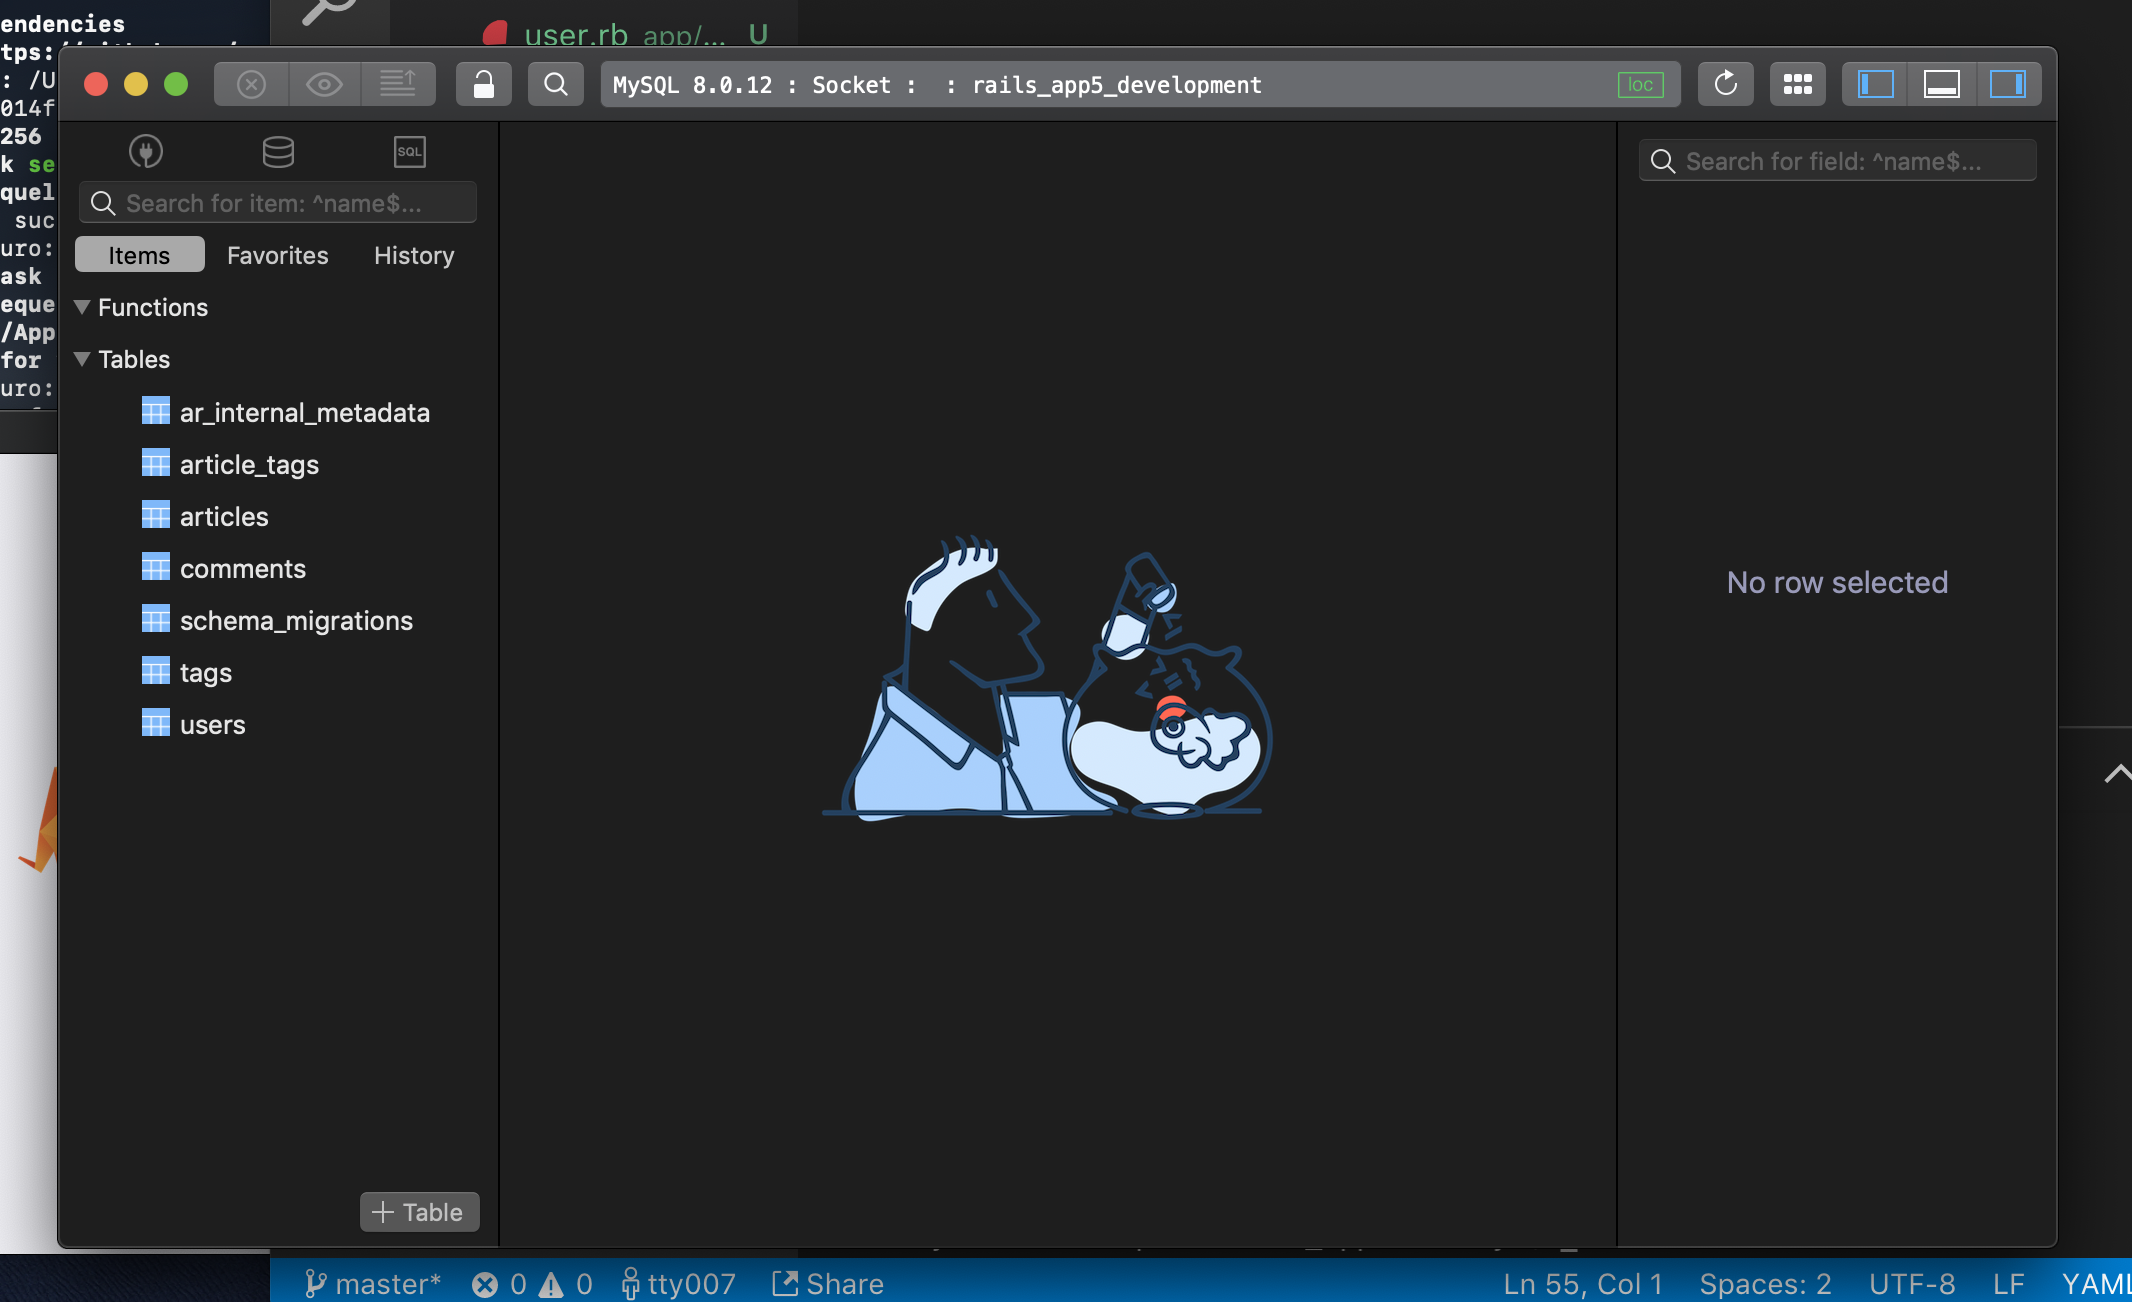 endencies
user.rb app/... U
tps:
: /U
014f
256
k se
quel
suc
uro:
ask
eque
/App
for
uro:
MySQL 8.0.12 : Socket :  : rails_app5_development
loc
SQL
Search for item: ^name$...
Items Favorites History
Functions
Tables
ar_internal_metadata
article_tags
articles
comments
schema_migrations
tags
users
+ Table
Search for field: ^name$...
No row selected
master* 0 0 tty007 Share
Ln 55, Col 1 Spaces: 2 UTF-8 LF YAML